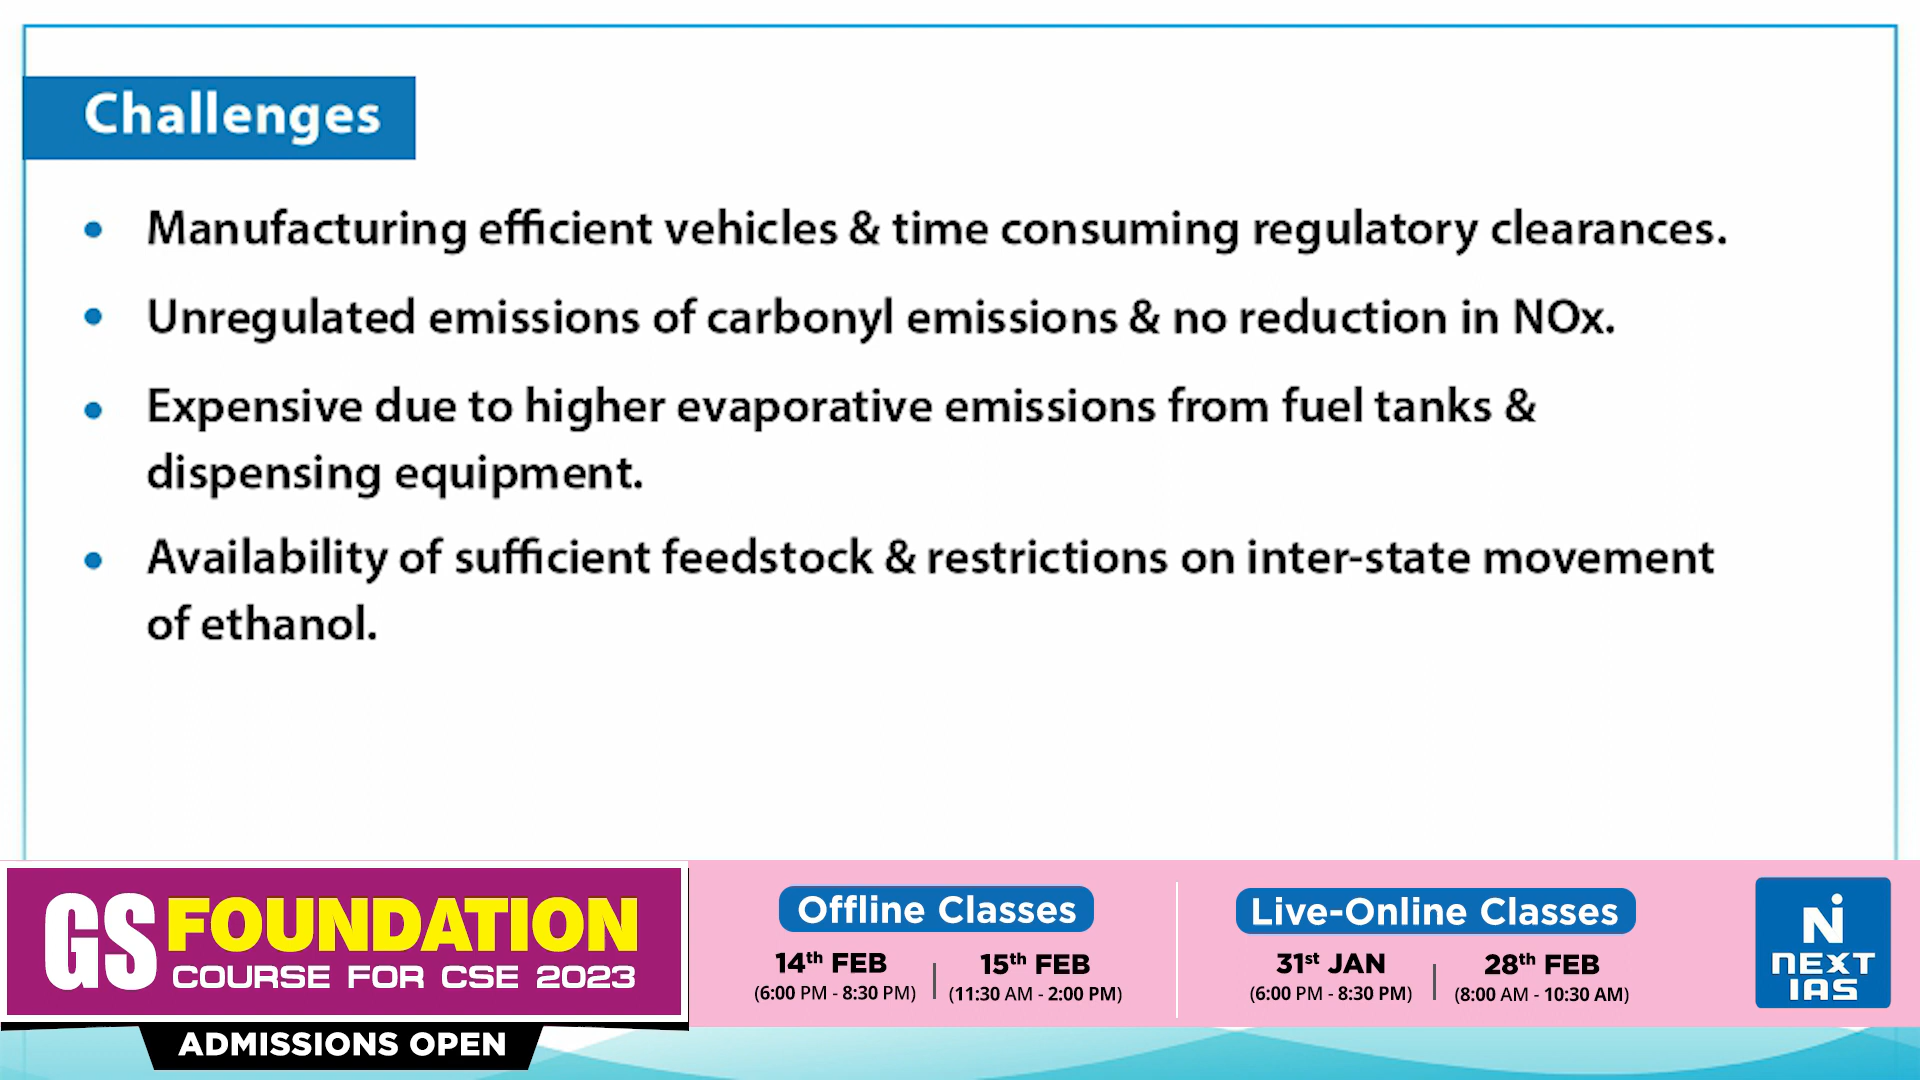 Challenges
• Manufacturing efficient vehicles & time consuming regulatory clearances.
• Unregulated emissions of carbonyl emissions & no reduction in NOx.
• Expensive due to higher evaporative emissions from fuel tanks &
dispensing equipment.
• Availability of sufficient feedstock & restrictions on inter-state movement
of ethanol.
GS FOUNDATION
COURSE FOR CSE 2023
ADMISSIONS OPEN
Offline Classes
14th FEB
(6:00 PM - 8:30 PM)
15th FEB
(11:30 AM - 2:00 PM)
Live-Online Classes
31st JAN
(6:00 PM - 8:30 PM)
28th FEB
(8:00 AM - 10:30 AM)
NEXT
IAS